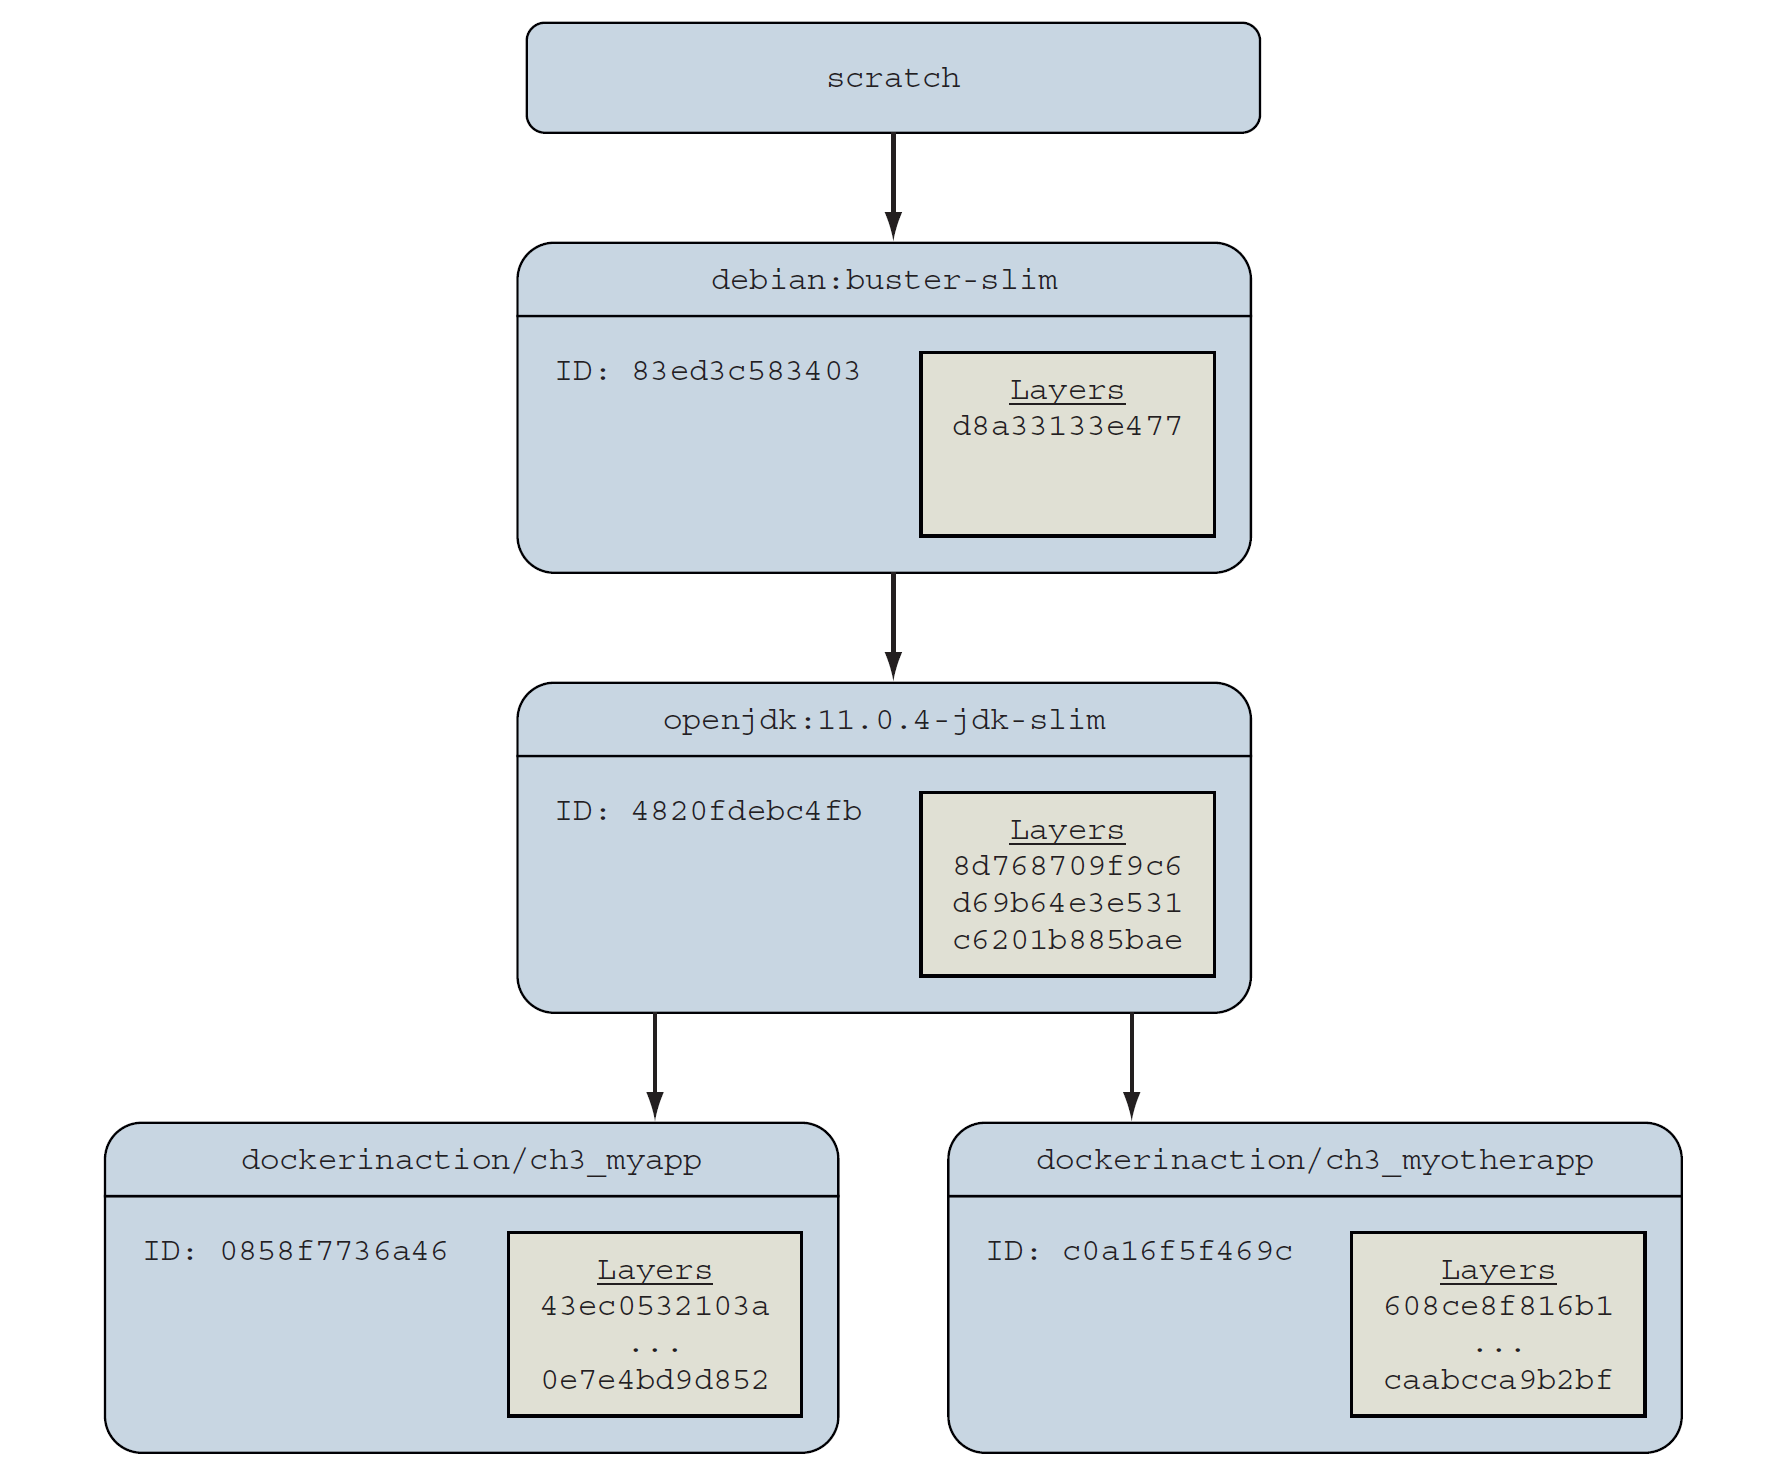 scratch
debian:buster-slim
ID: 83ed3c583403
Layers
d8a33133e477
openjdk:11.0.4-jdk-slim
ID: 4820fdebc4fb
Layers
8d768709f9c6
d69b64e3e531
c6201b885bae
dockerinaction/ch3_myapp
ID: 0858f7736a46
Layers
43ec0532103a
...
0e7e4bd9d852
dockerinaction/ch3_myotherapp
ID: c0a16f5f469c
Layers
608ce8f816b1
...
caabcca9b2bf